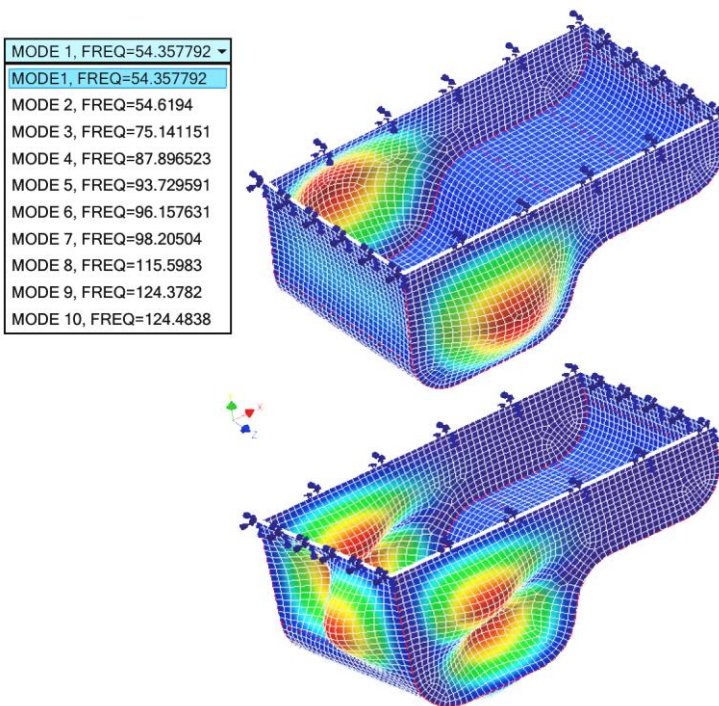 MODE 1, FREQ=54.357792
MODE1, FREQ=54.357792
MODE 2, FREQ=54.6194
MODE 3, FREQ=75.141151
MODE 4, FREQ=87.896523
MODE 5, FREQ=93.729591
MODE 6, FREQ=96.157631
MODE 7, FREQ=98.20504
MODE 8, FREQ=115.5983
MODE 9, FREQ=124.3782
MODE 10, FREQ=124.4838
X
Z